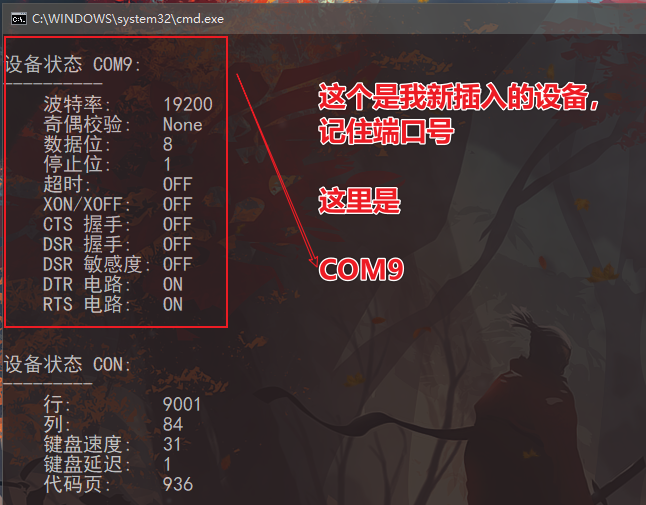 C:\WINDOWS\system32\cmd.exe
设备状态 COM9:
----------
波特率: 19200
奇偶校验: None
数据位: 8
停止位: 1
超时: OFF
XON/XOFF: OFF
CTS 握手: OFF
DSR 握手: OFF
DSR 敏感度: OFF
DTR 电路: ON
RTS 电路: ON
这个是我新插入的设备，
记住端口号
这里是
COM9
设备状态 CON:
---------
行: 9001
列: 84
键盘速度: 31
键盘延迟: 1
代码页: 936